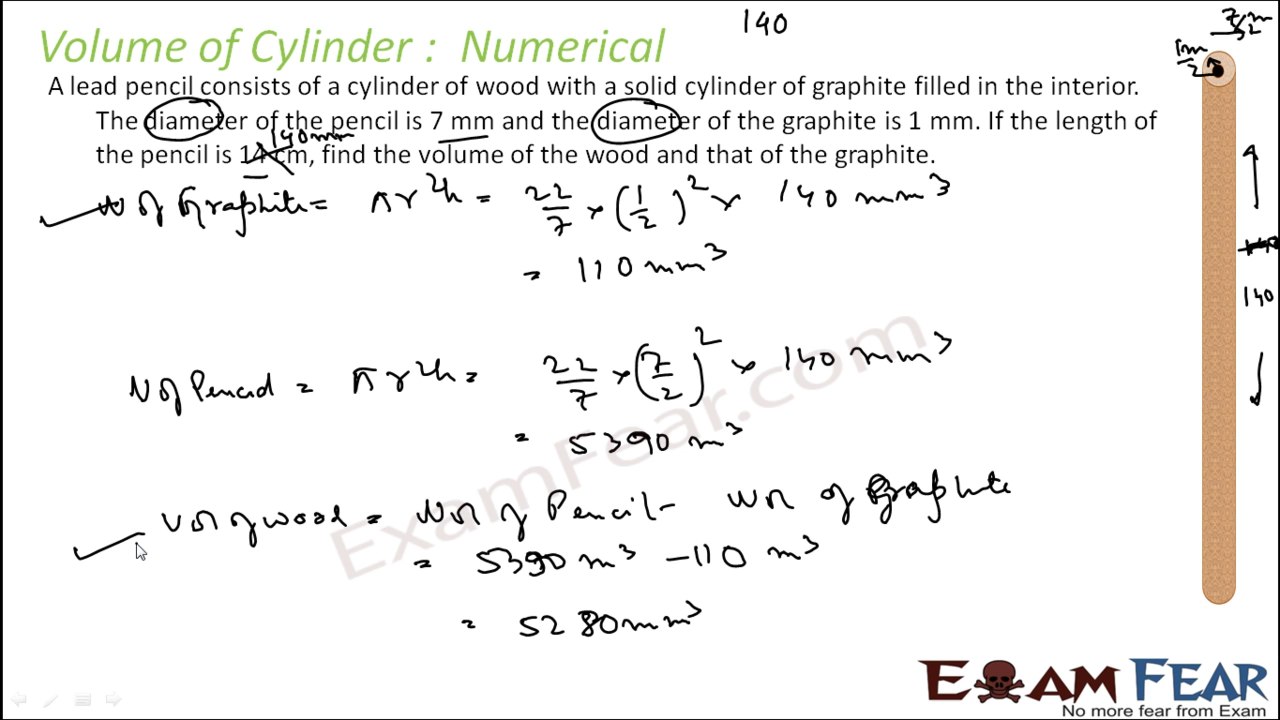 140
Volume of Cylinder : Numerical
A lead pencil consists of a cylinder of wood with a solid cylinder of graphite filled in the interior.
The diameter of the pencil is 7 mm and the diameter of the graphite is 1 mm. If the length of
140mm
the pencil is 14 cm, find the volume of the wood and that of the graphite.
of Graphite = πr²h = 22/7 × (1/2)² × 140 mm³
= 110 mm³
V of Pencil = πr²h = 22/7 × (7/2)² × 140 mm³
= 5390 m³
Vol of wood = Vol of Pencil - Vol of Graphite
= 5390 m³ - 110 m³
= 5280 mm³
140
ExamFear.com
EXAM FEAR
No more fear from Exam